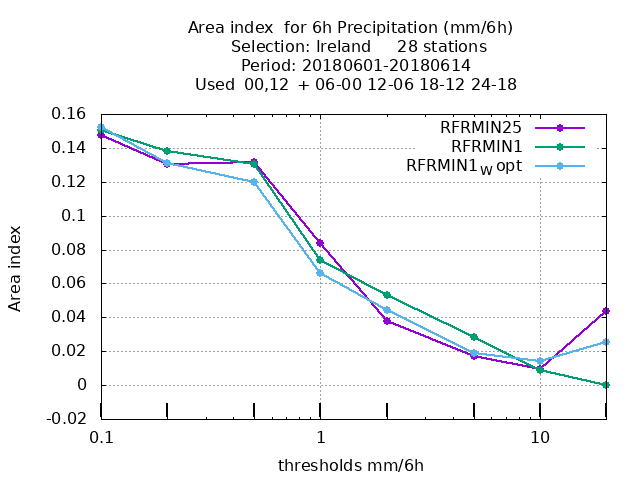 Area index  for 6h Precipitation (mm/6h)
Selection: Ireland     28 stations
Period: 20180601-20180614
Used  00,12  + 06-00 12-06 18-12 24-18
RFRMIN25
RFRMIN1
RFRMIN1w opt
0.16
0.14
0.12
0.1
0.08
0.06
0.04
0.02
0
-0.02
Area index
0.1 1 10
thresholds mm/6h